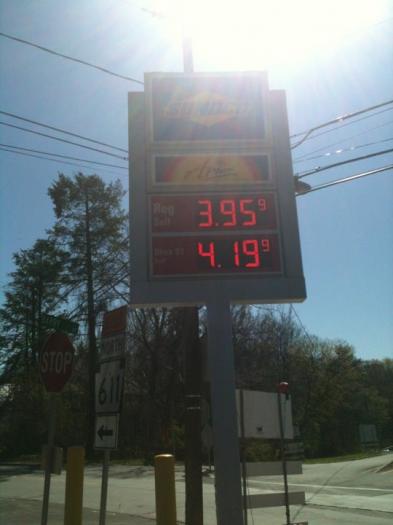 SUNOCO
Reg
Self
3.95 9
4.19 9
STOP
611